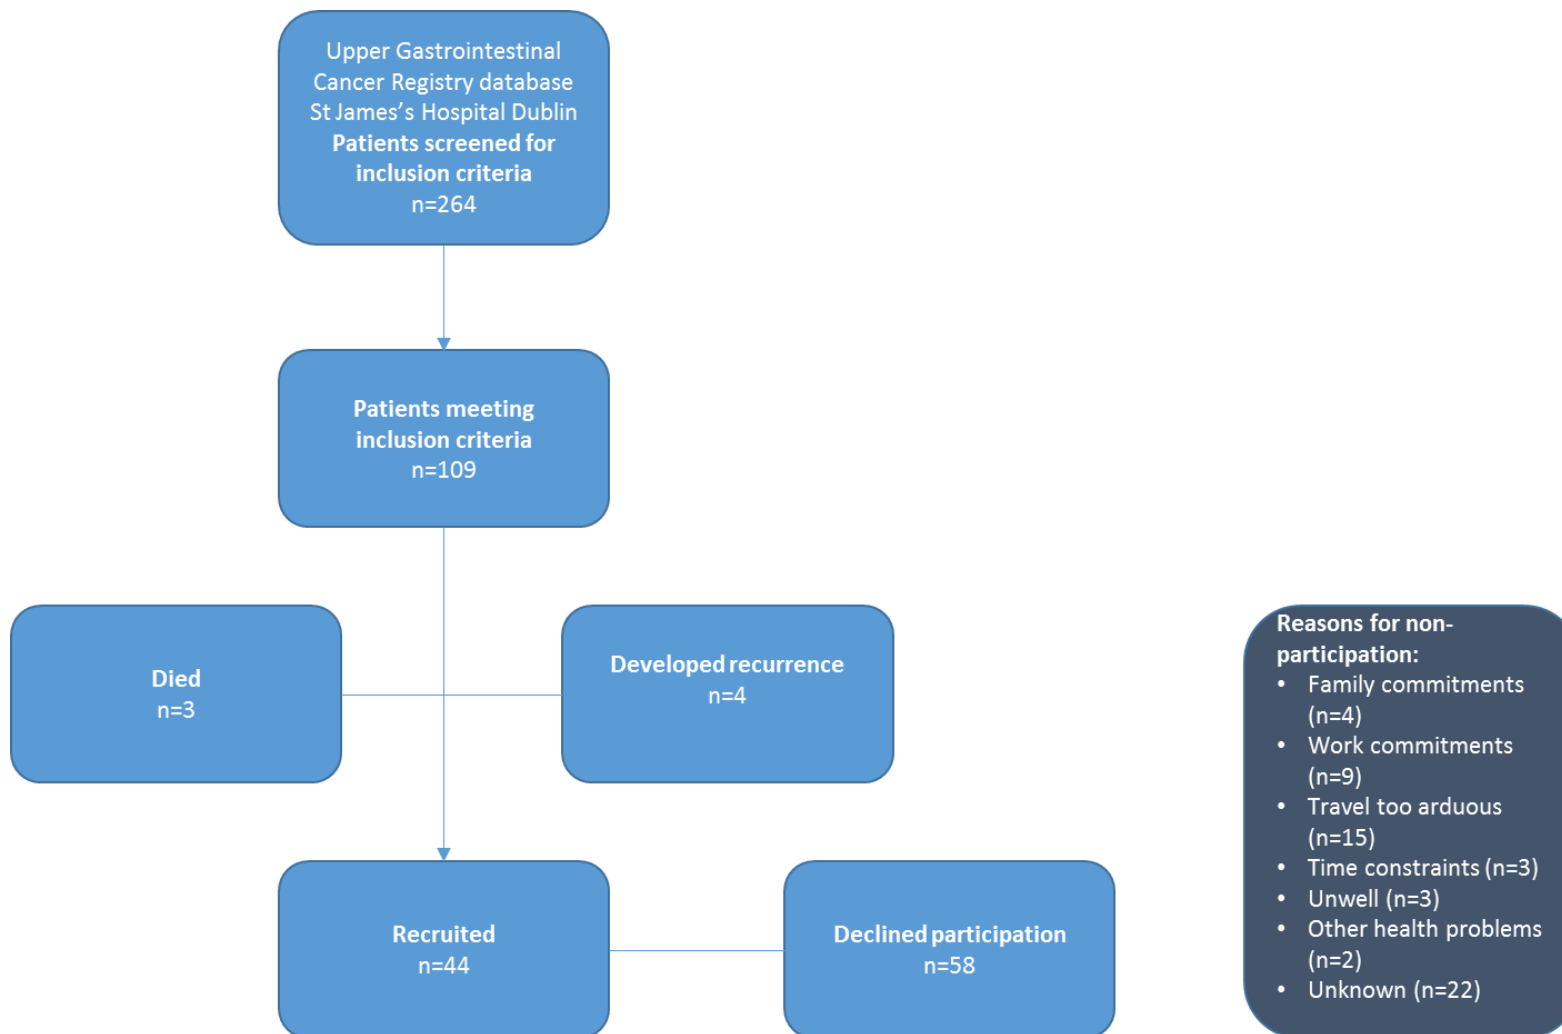 Upper Gastrointestinal
Cancer Registry database
St James’s Hospital Dublin
Patients screened for
inclusion criteria
n=264
Patients meeting
inclusion criteria
n=109
Died
n=3
Developed recurrence
n=4
Recruited
n=44
Declined participation
n=58
Reasons for non-
participation:
• Family commitments
(n=4)
• Work commitments
(n=9)
• Travel too arduous
(n=15)
• Time constraints (n=3)
• Unwell (n=3)
• Other health problems
(n=2)
• Unknown (n=22)